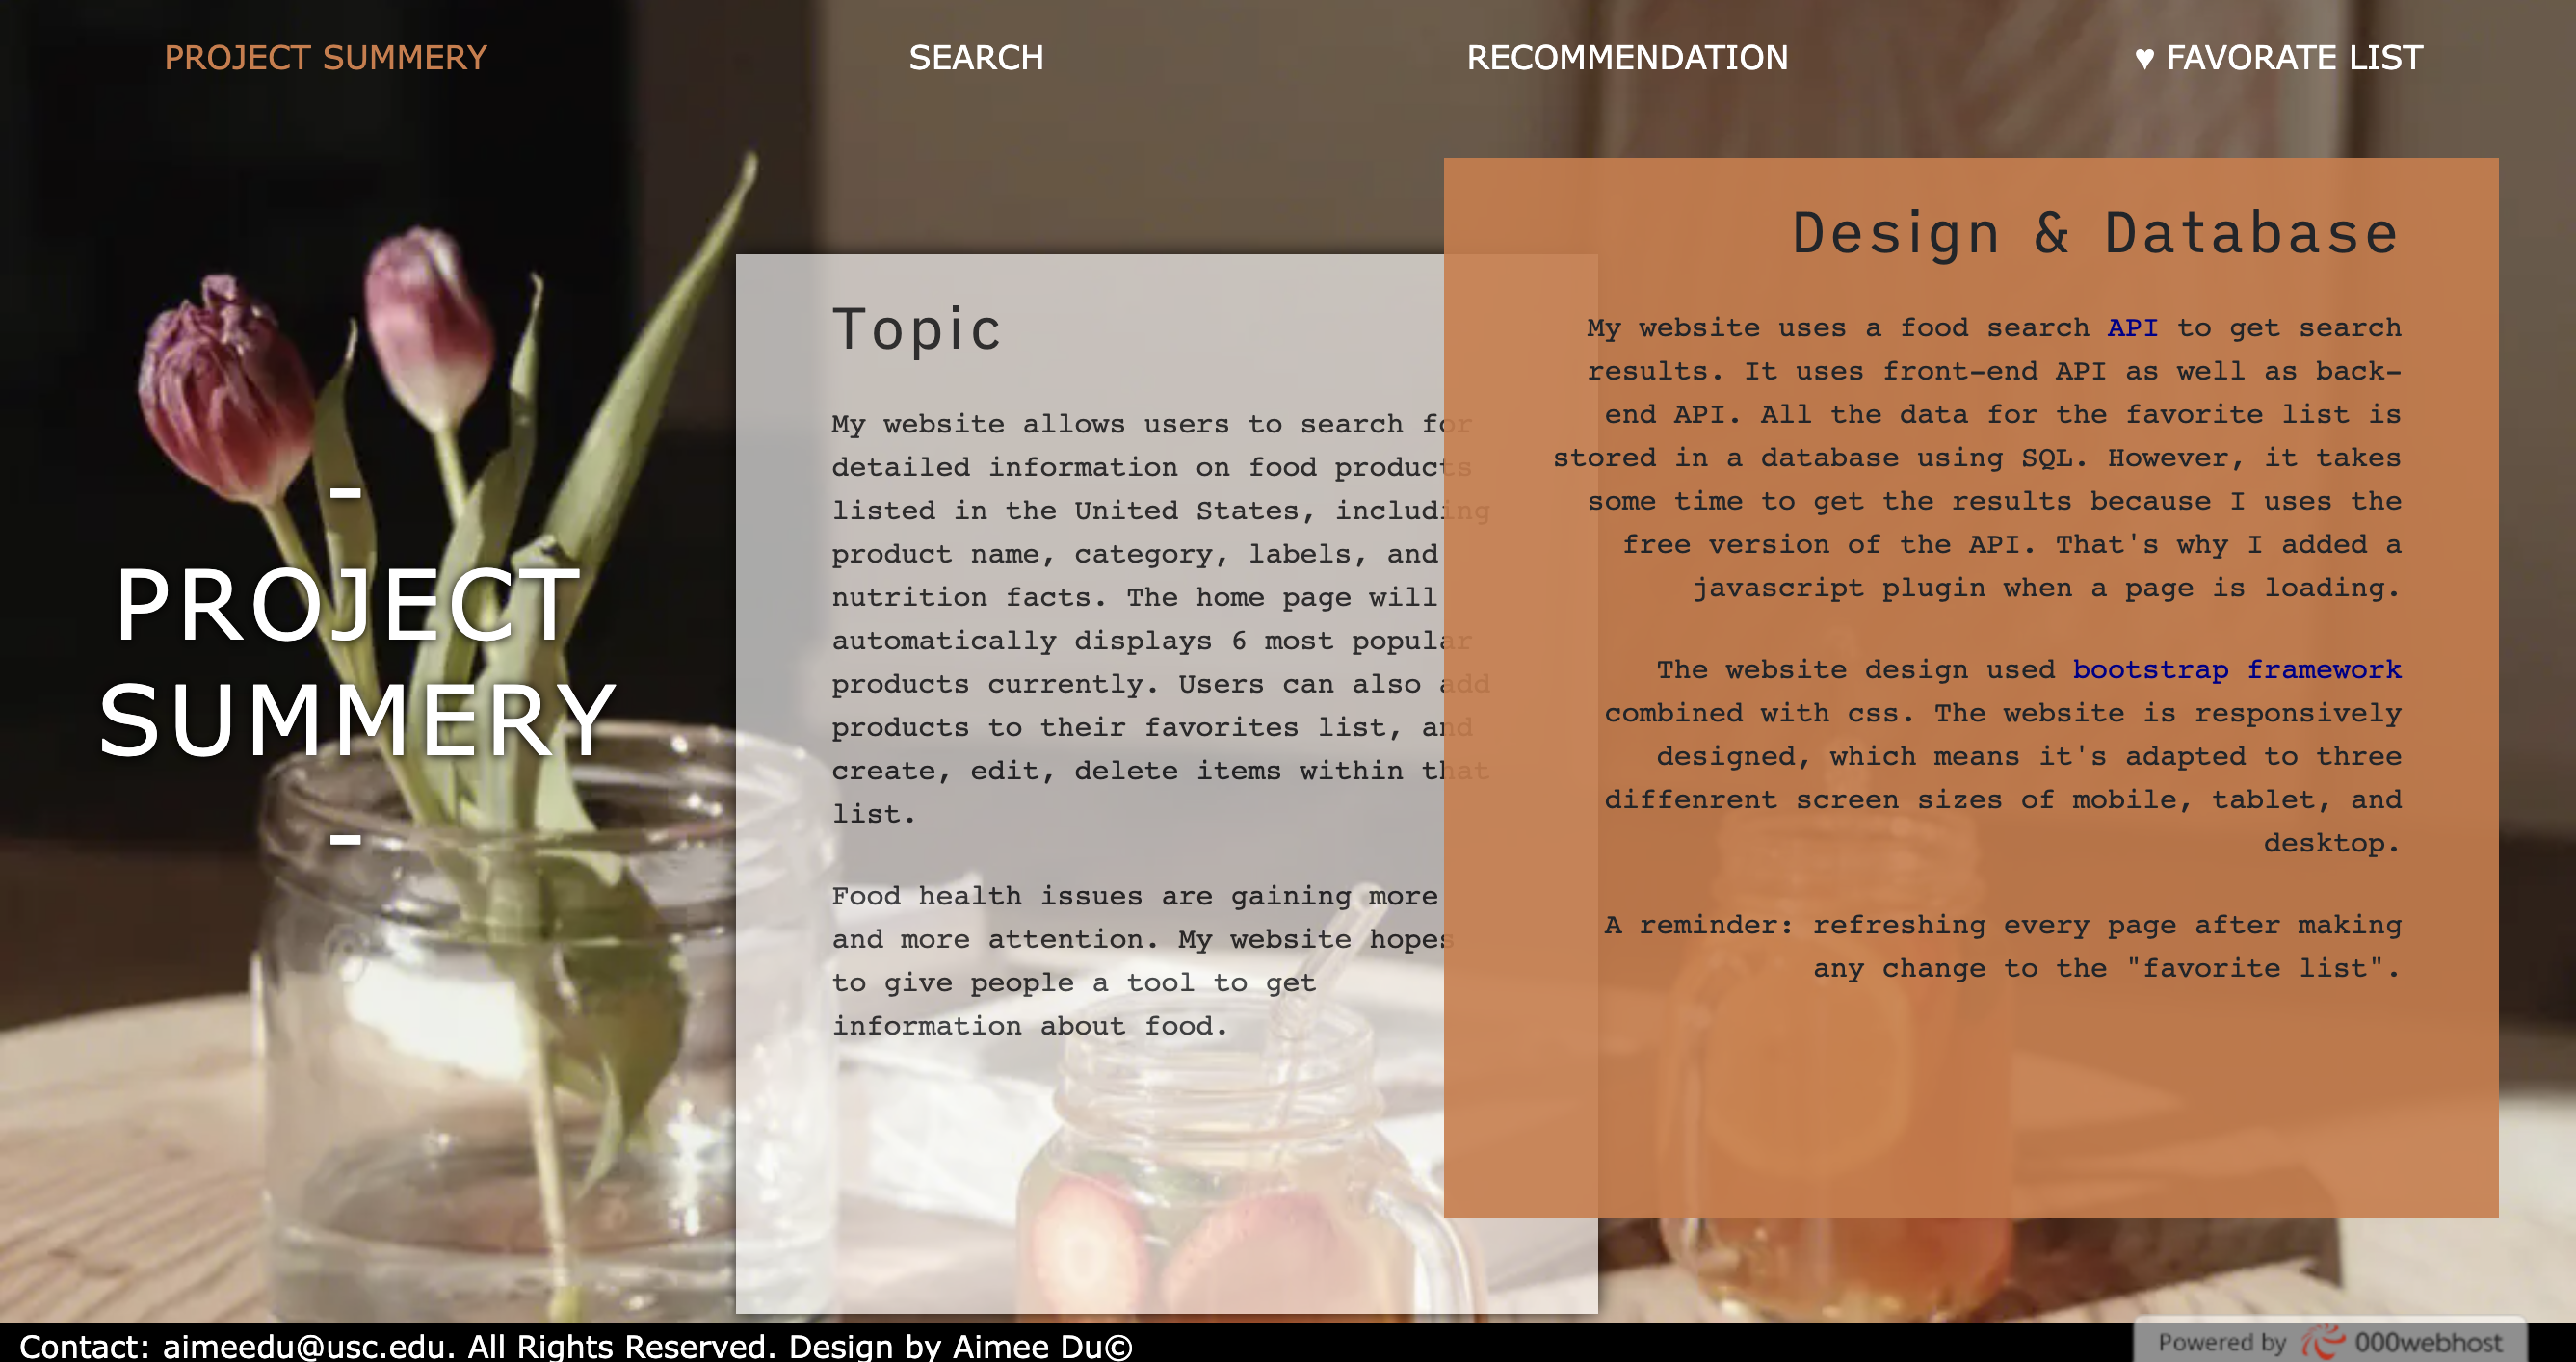 PROJECT SUMMERY
SEARCH
RECOMMENDATION
♥ FAVORATE LIST
-
PROJECT
SUMMERY
-
Topic
My website allows users to search for
detailed information on food products
listed in the United States, including
product name, category, labels, and
nutrition facts. The home page will
automatically displays 6 most popular
products currently. Users can also add
products to their favorites list, and
create, edit, delete items within that
list.
Food health issues are gaining more
and more attention. My website hopes
to give people a tool to get
information about food.
Design & Database
My website uses a food search API to get search
results. It uses front-end API as well as back-
end API. All the data for the favorite list is
stored in a database using SQL. However, it takes
some time to get the results because I uses the
free version of the API. That's why I added a
javascript plugin when a page is loading.
The website design used bootstrap framework
combined with css. The website is responsively
designed, which means it's adapted to three
diffenrent screen sizes of mobile, tablet, and
desktop.
A reminder: refreshing every page after making
any change to the "favorite list".
Contact: aimeedu@usc.edu. All Rights Reserved. Design by Aimee Du©
Powered by 000webhost